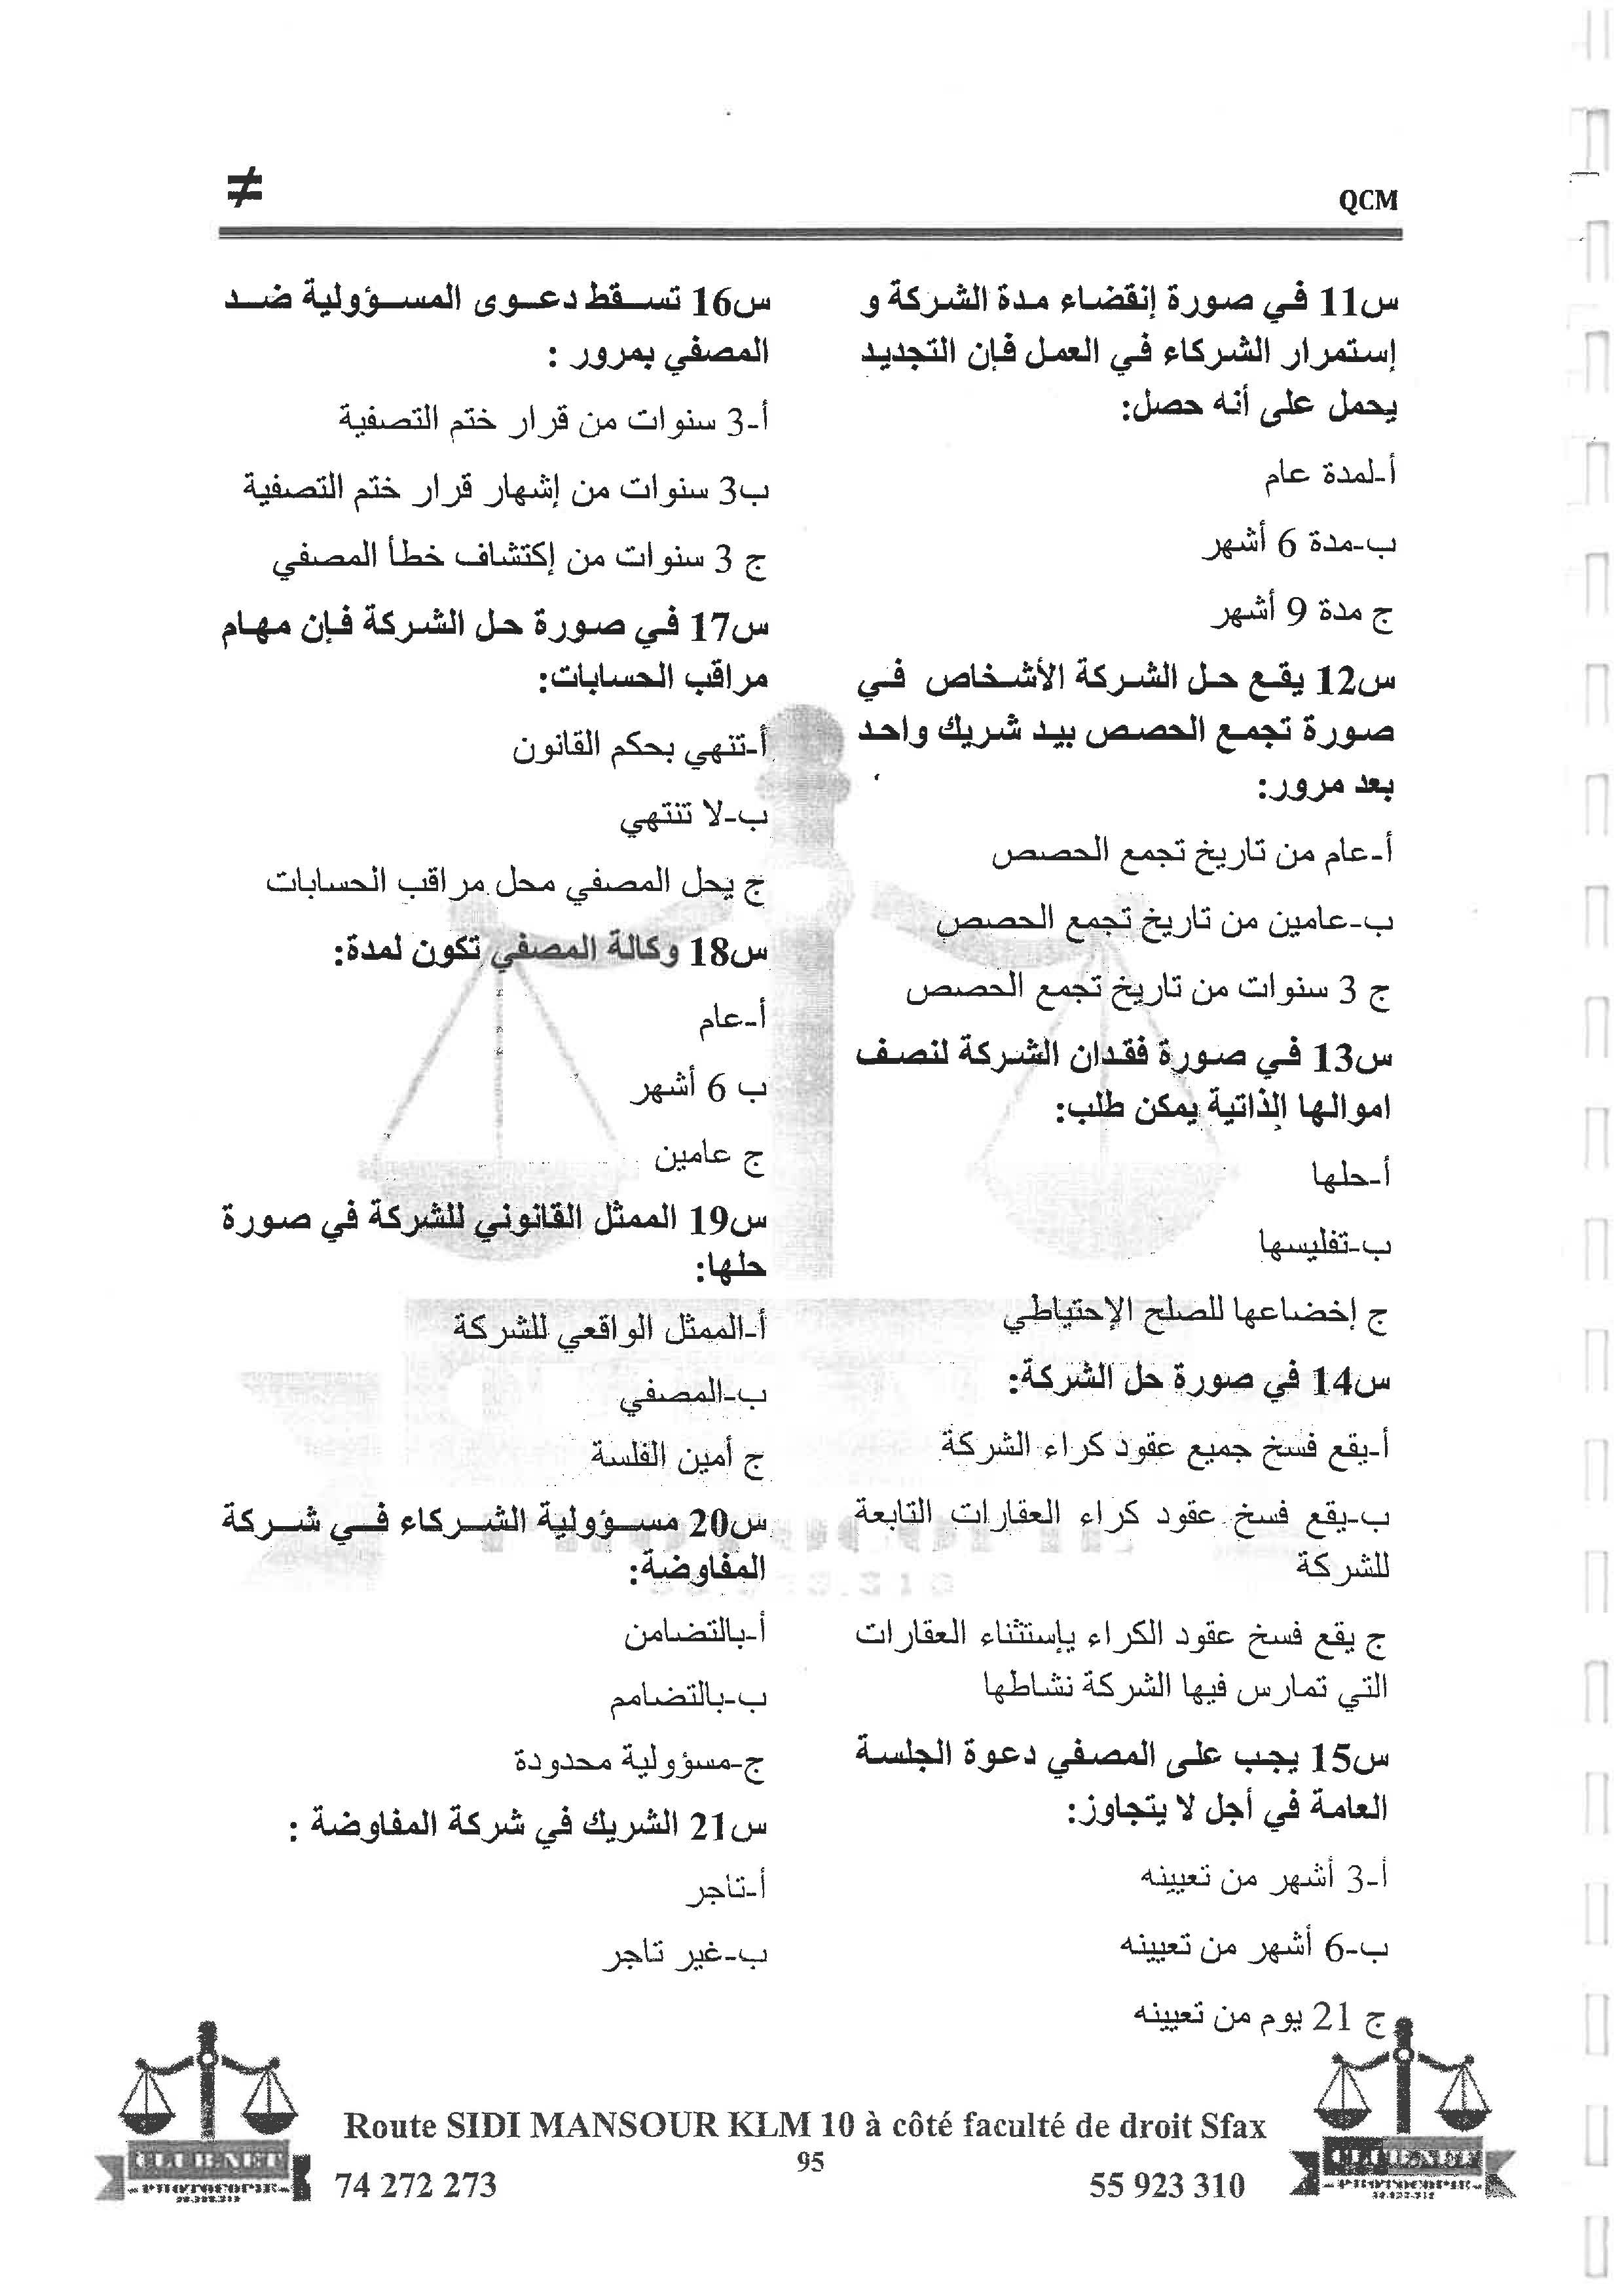 QCM
≠
س11 في صورة إنقضاء مدة الشركة و
إستمرار الشركاء في العمل فإن التجديد
يحمل على أنه حصل:
أ-لمدة عام
ب-مدة 6 أشهر
ج مدة 9 أشهر
س12 يقع حل الشركة الأشخاص في
صورة تجمع الحصص بيد شريك واحد
بعد مرور:
أ-عام من تاريخ تجمع الحصص
ب-عامين من تاريخ تجمع الحصص
ج 3 سنوات من تاريخ تجمع الحصص
س13 في صورة فقدان الشركة لنصف
اموالها الذاتية يمكن طلب:
أ-حلها
ب-تفليسها
ج إخضاعها للصلح الإحتياطي
س14 في صورة حل الشركة:
أ-يقع فسخ جميع عقود كراء الشركة
ب-يقع فسخ عقود كراء العقارات التابعة
للشركة
ج يقع فسخ عقود الكراء بإستثناء العقارات
التي تمارس فيها الشركة نشاطها
س15 يجب على المصفي دعوة الجلسة
العامة في أجل لا يتجاوز:
أ-3 أشهر من تعيينه
ب-6 أشهر من تعيينه
ج 21 يوم من تعيينه
س16 تسقط دعوى المسؤولية ضد
المصفي بمرور :
أ-3 سنوات من قرار ختم التصفية
ب3 سنوات من إشهار قرار ختم التصفية
ج 3 سنوات من إكتشاف خطأ المصفي
س17 في صورة حل الشركة فإن مهام
مراقب الحسابات:
أ-تنهي بحكم القانون
ب-لا تنتهي
ج يحل المصفي محل مراقب الحسابات
س18 وكالة المصفي تكون لمدة:
أ-عام
ب 6 أشهر
ج عامين
س19 الممثل القانوني للشركة في صورة
حلها:
أ-الممثل الواقعي للشركة
ب-المصفي
ج أمين الفلسة
س20 مسؤولية الشركاء في شركة
المفاوضة:
أ-بالتضامن
ب-بالتضامم
ج-مسؤولية محدودة
س21 الشريك في شركة المفاوضة :
أ-تاجر
ب-غير تاجر
Route SIDI MANSOUR KLM 10 à côté faculté de droit Sfax
95
74 272 273
55 923 310
CLUB-NET
-PHOTOCOPIE-
CLUB-NET
-PHOTOCOPIE-